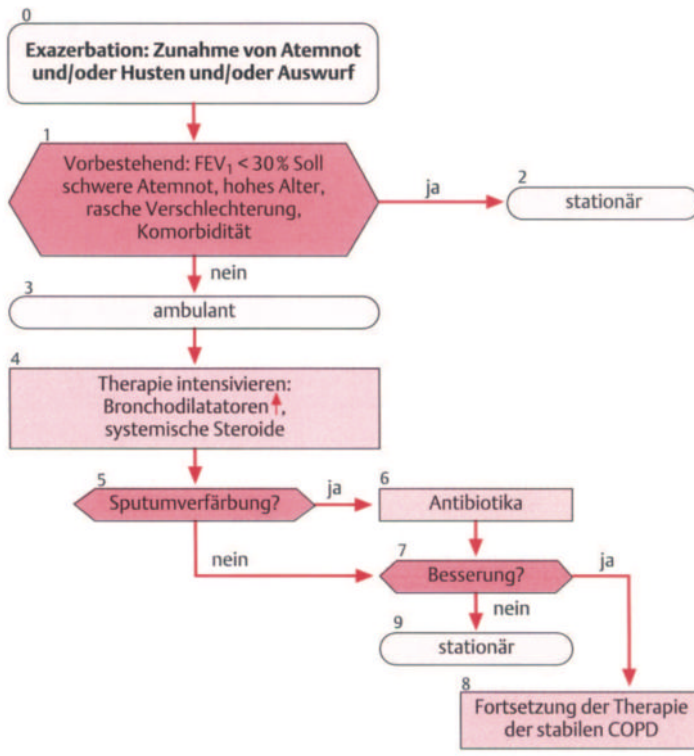 0
Exazerbation: Zunahme von Atemnot
und/oder Husten und/oder Auswurf
1
Vorbestehend: FEV₁ < 30% Soll
schwere Atemnot, hohes Alter,
rasche Verschlechterung,
Komorbidität
ja
2
stationär
nein
3
ambulant
4
Therapie intensivieren:
Bronchodilatatoren↑,
systemische Steroide
5
Sputumverfärbung?
ja
6
Antibiotika
nein
7
Besserung?
ja
nein
9
stationär
8
Fortsetzung der Therapie
der stabilen COPD